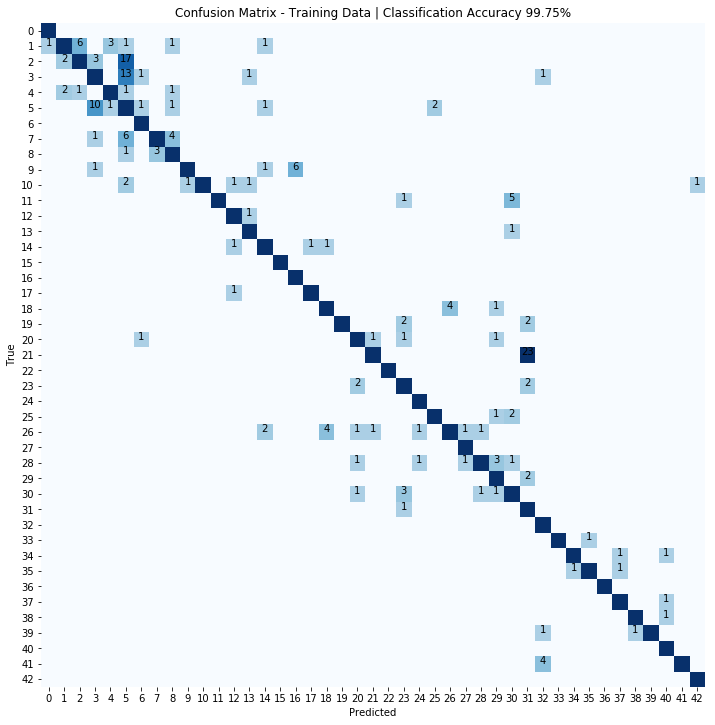 Confusion Matrix - Training Data | Classification Accuracy 99.75%
0
1 1 6 3 1 1 1
2 2 3 17
3 13 1 1 1
4 2 1 1 1
5 10 1 1 1 1 2
6
7 1 6 4
8 1 3
9 1 1 6
10 2 1 1 1 1
11 1 5
12 1
13 1
14 1 1 1
15
16
17 1
18 4 1
19 2 2
20 1 1 1 1
21 23
22
23 2 2
24
25 1 2
26 2 4 1 1 1 1 1
27
28 1 1 1 3 1
29 2
30 1 3 1 1
31 1
32
33 1
34 1 1
35 1 1
36
37 1
38 1
39 1 1
40
41 4
42
True
0 1 2 3 4 5 6 7 8 9 10 11 12 13 14 15 16 17 18 19 20 21 22 23 24 25 26 27 28 29 30 31 32 33 34 35 36 37 38 39 40 41 42
Predicted